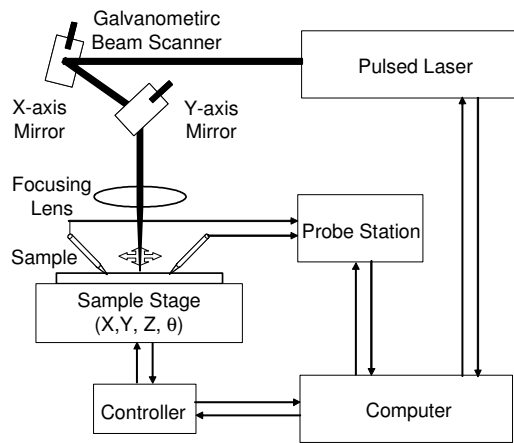 Galvanometirc
Beam Scanner
Pulsed Laser
X-axis
Mirror
Y-axis
Mirror
Focusing
Lens
Probe Station
Sample
Sample Stage
(X,Y, Z, θ)
Controller
Computer